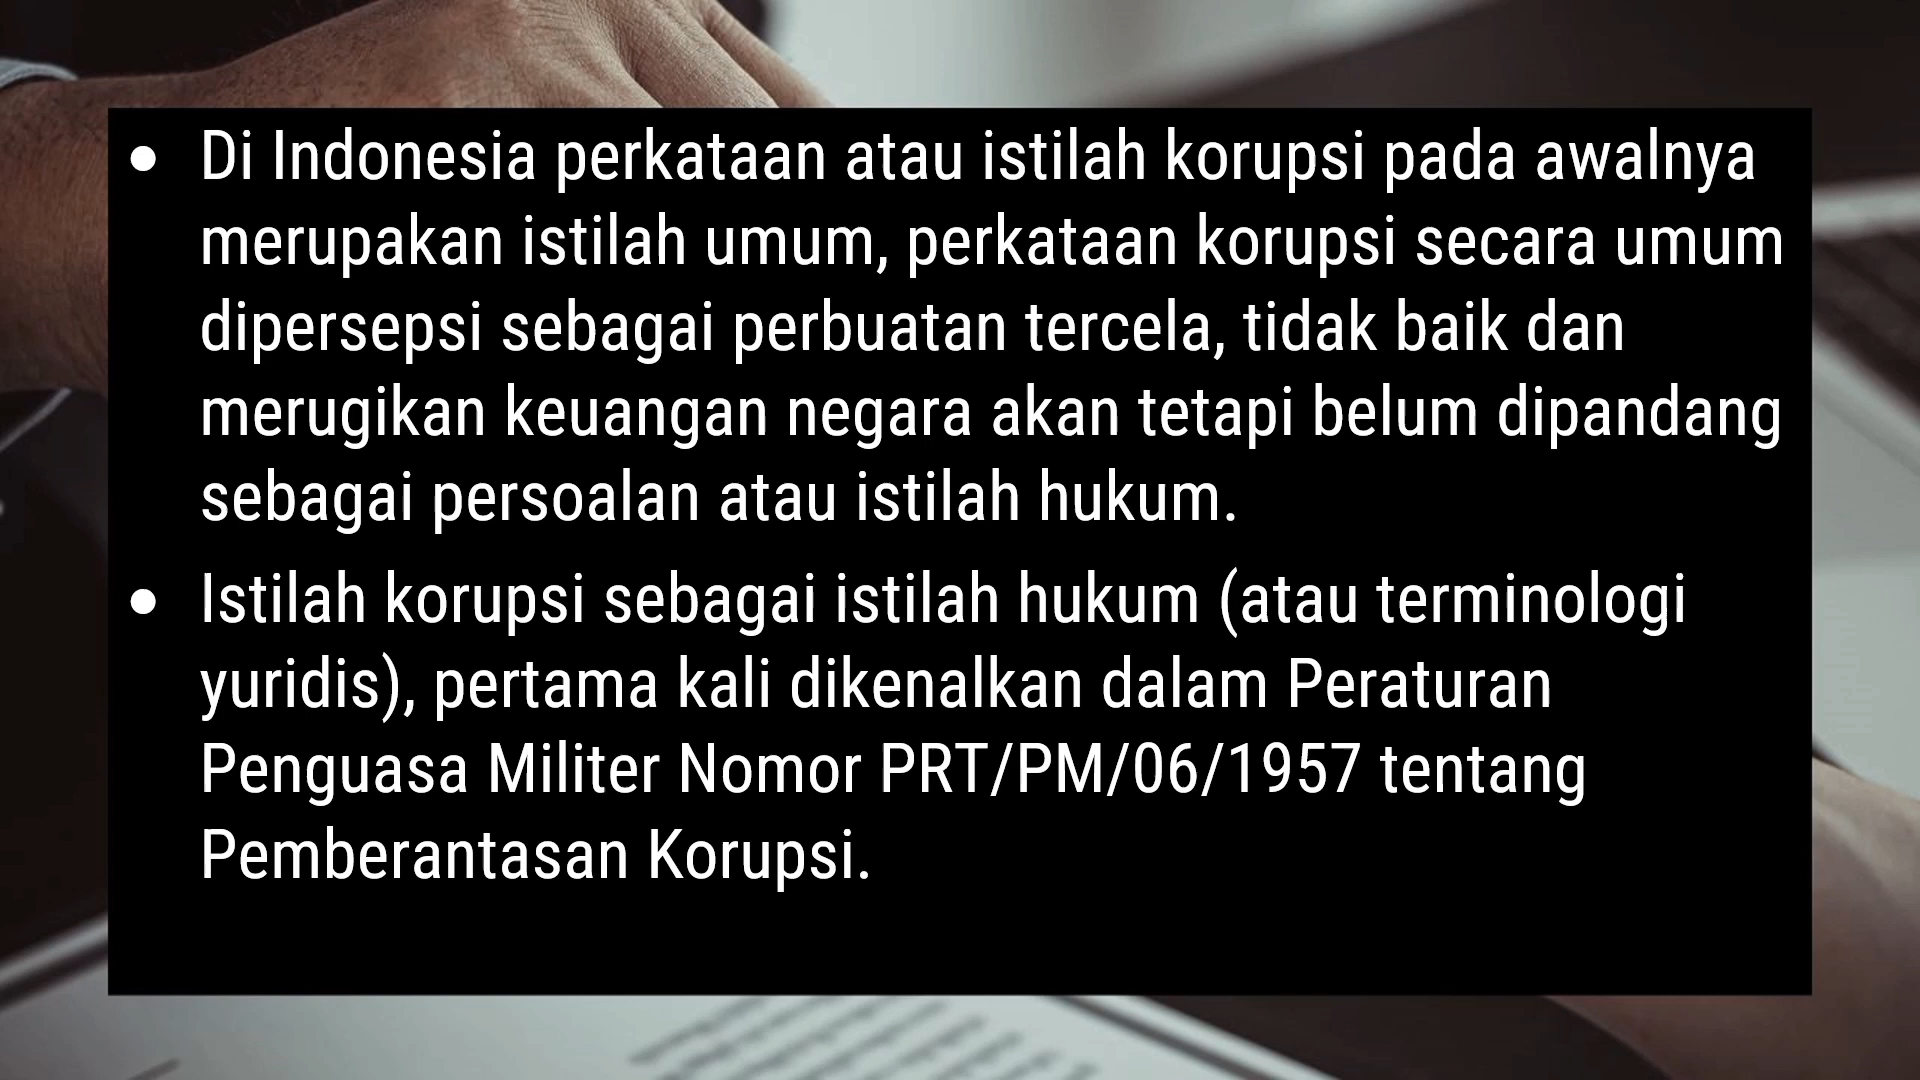 • Di Indonesia perkataan atau istilah korupsi pada awalnya
merupakan istilah umum, perkataan korupsi secara umum
dipersepsi sebagai perbuatan tercela, tidak baik dan
merugikan keuangan negara akan tetapi belum dipandang
sebagai persoalan atau istilah hukum.
• Istilah korupsi sebagai istilah hukum (atau terminologi
yuridis), pertama kali dikenalkan dalam Peraturan
Penguasa Militer Nomor PRT/PM/06/1957 tentang
Pemberantasan Korupsi.